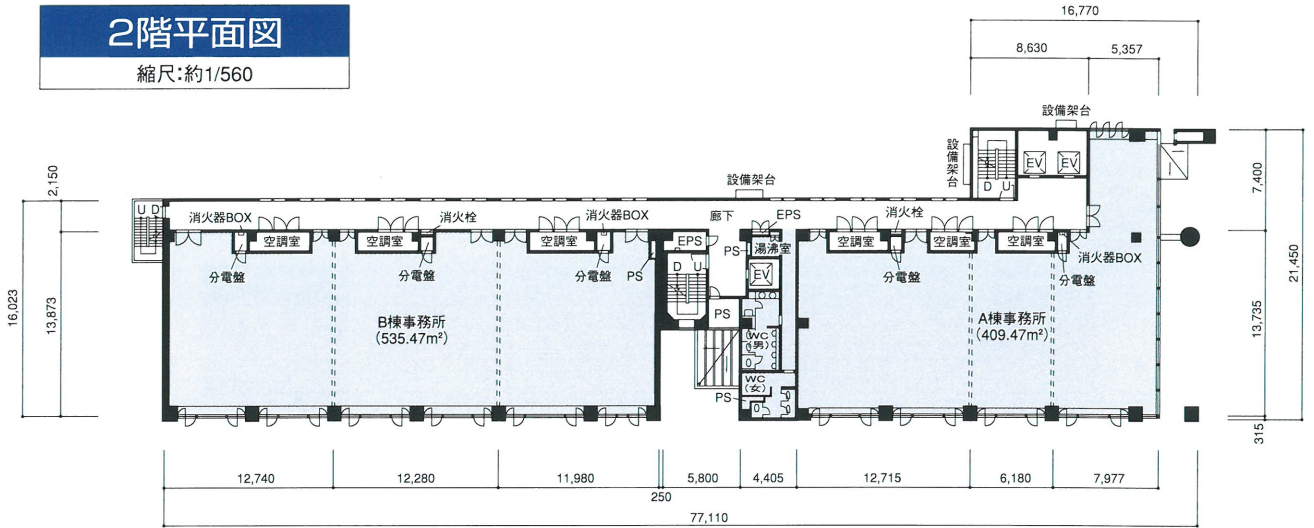 2階平面図
縮尺:約1/560
16,770
8,630
5,357
設備架台
設備架台
EV
EV
D
U
設備架台
2,150
16,023
13,873
7,400
21,450
13,735
315
U
D
消火器BOX
消火栓
消火器BOX
廊下
EPS
消火栓
空調室
空調室
空調室
EPS
PS
湯沸室
空調室
空調室
空調室
消火器BOX
分電盤
分電盤
分電盤
PS
D
U
EV
分電盤
分電盤
B棟事務所
(535.47m²)
PS
WC
(男)
A棟事務所
(409.47m²)
WC
(女)
PS
12,740
12,280
11,980
5,800
4,405
12,715
6,180
7,977
250
77,110